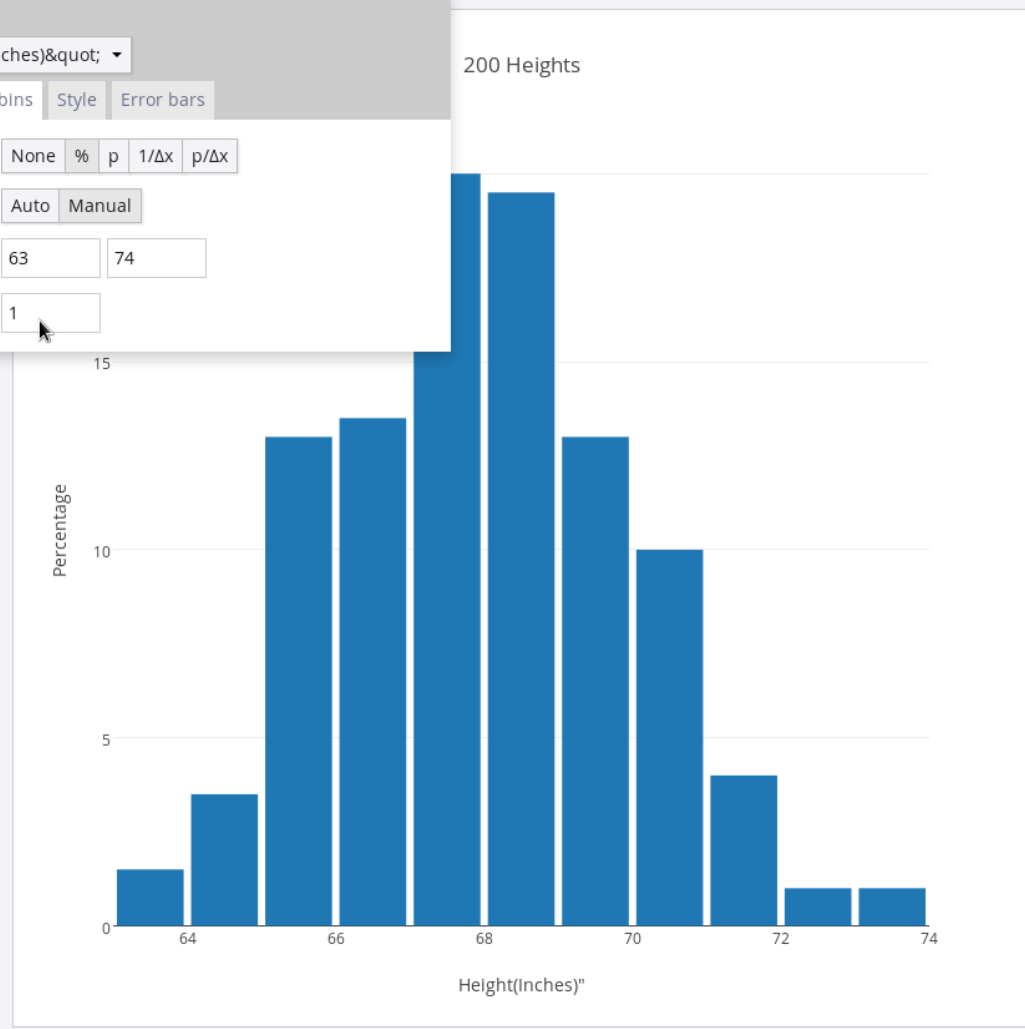 ches)&quot;
200 Heights
bins Style Error bars
None % p 1/Δx p/Δx
Auto Manual
63 74
1
15
10
5
0
Percentage
64 66 68 70 72 74
Height(Inches)"